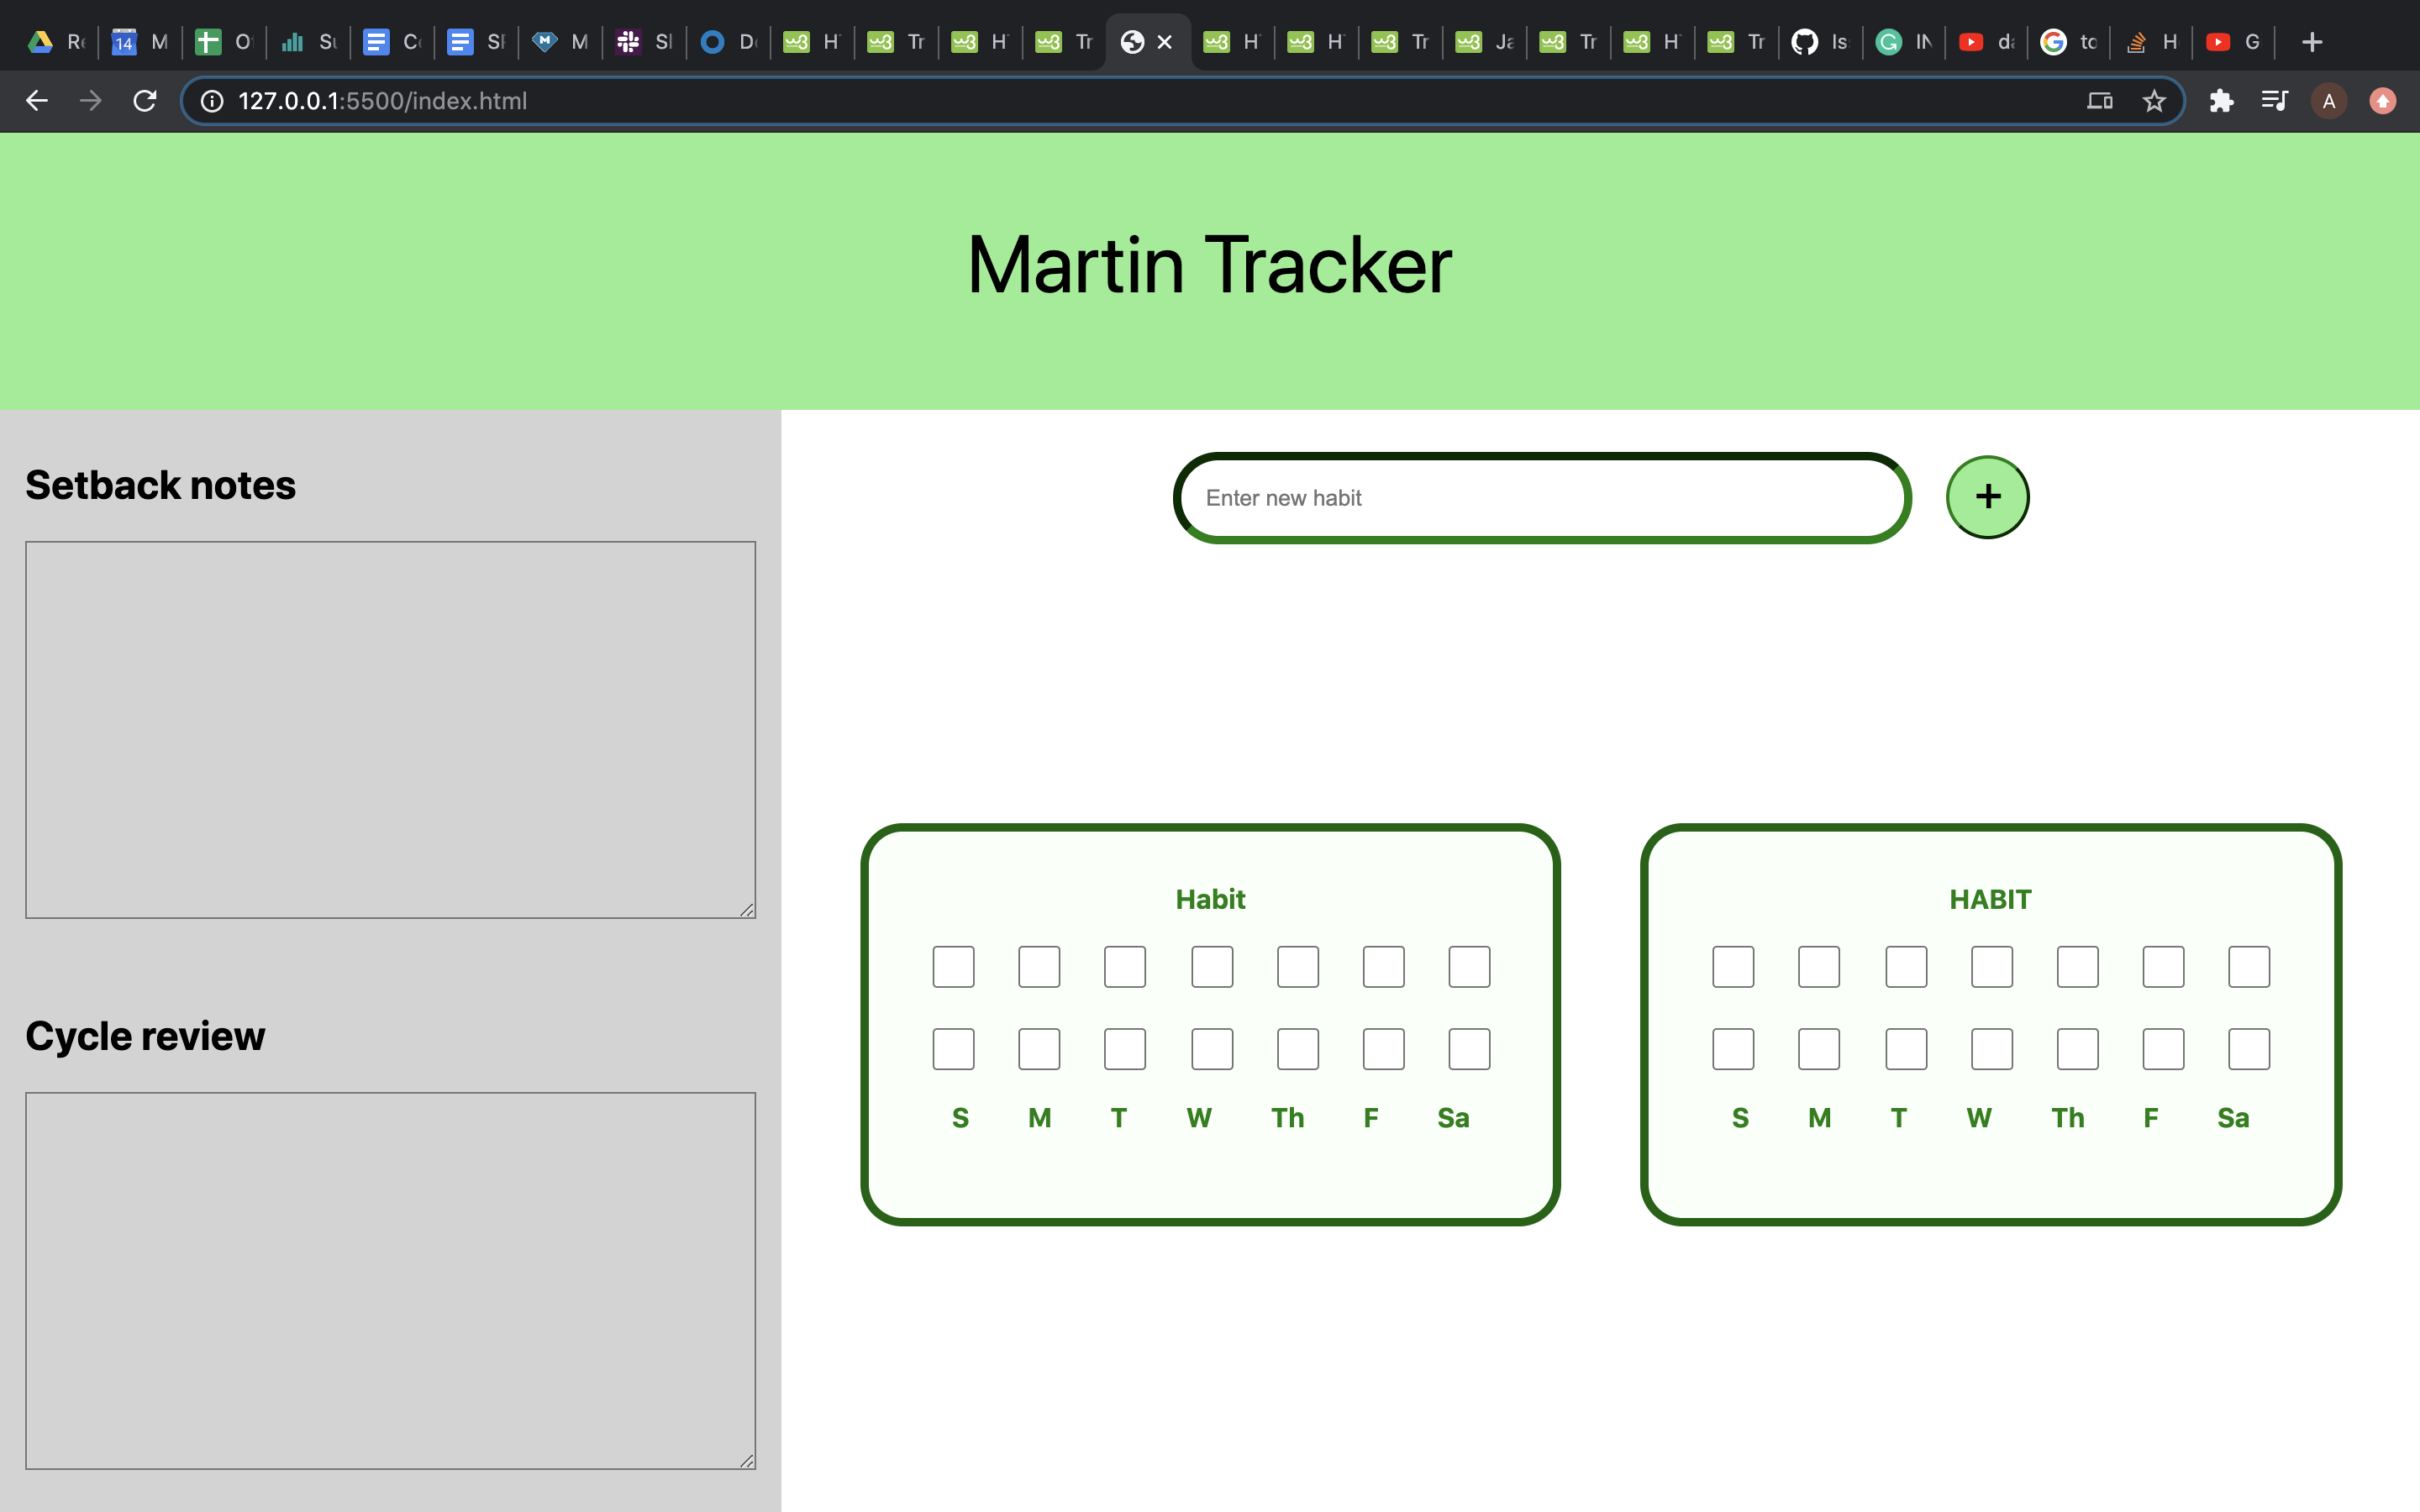 14 M O C M D H Tr H Tr H H Tr Ja Tr H Tr Is IN to H G
127.0.0.1:5500/index.html A
Martin Tracker
Setback notes
Enter new habit +
Habit HABIT
S M T W Th F Sa S M T W Th F Sa
Cycle review